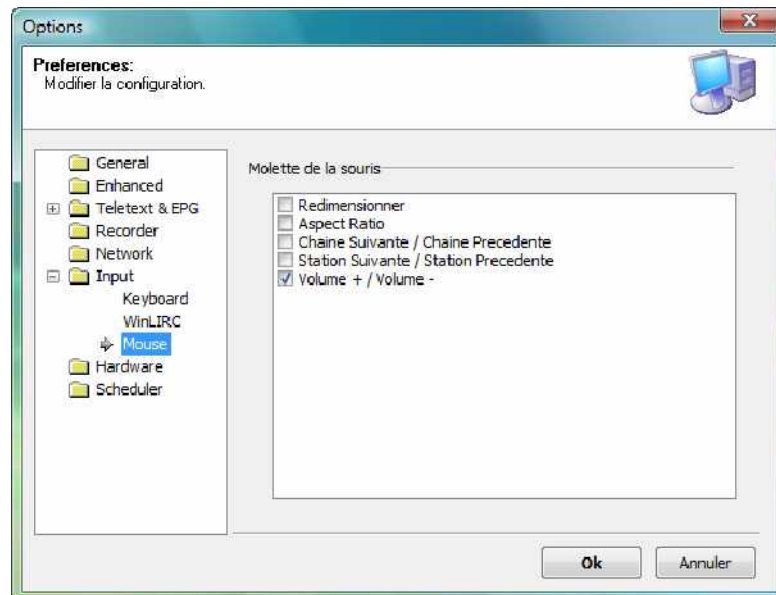 Options
Preferences:
Modifier la configuration.
General
Enhanced
Teletext & EPG
Recorder
Network
Input
Keyboard
WinLIRC
Mouse
Hardware
Scheduler
Molette de la souris
Redimensionner
Aspect Ratio
Chaine Suivante / Chaine Precedente
Station Suivante / Station Precedente
Volume + / Volume -
Ok
Annuler